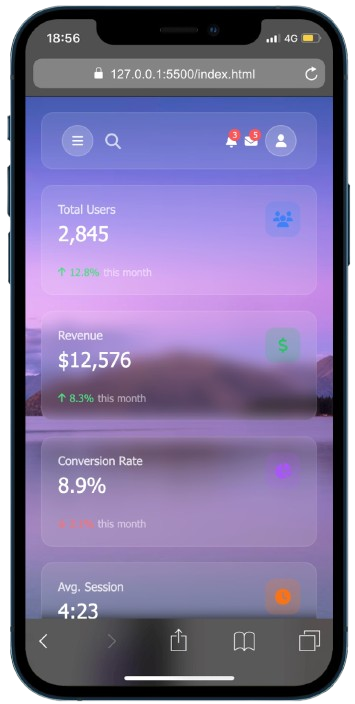 18:56
4G
127.0.0.1:5500/index.html
3
5
Total Users
2,845
↑ 12.8% this month
Revenue
$12,576
$
↑ 8.3% this month
Conversion Rate
8.9%
this month
Avg. Session
4:23